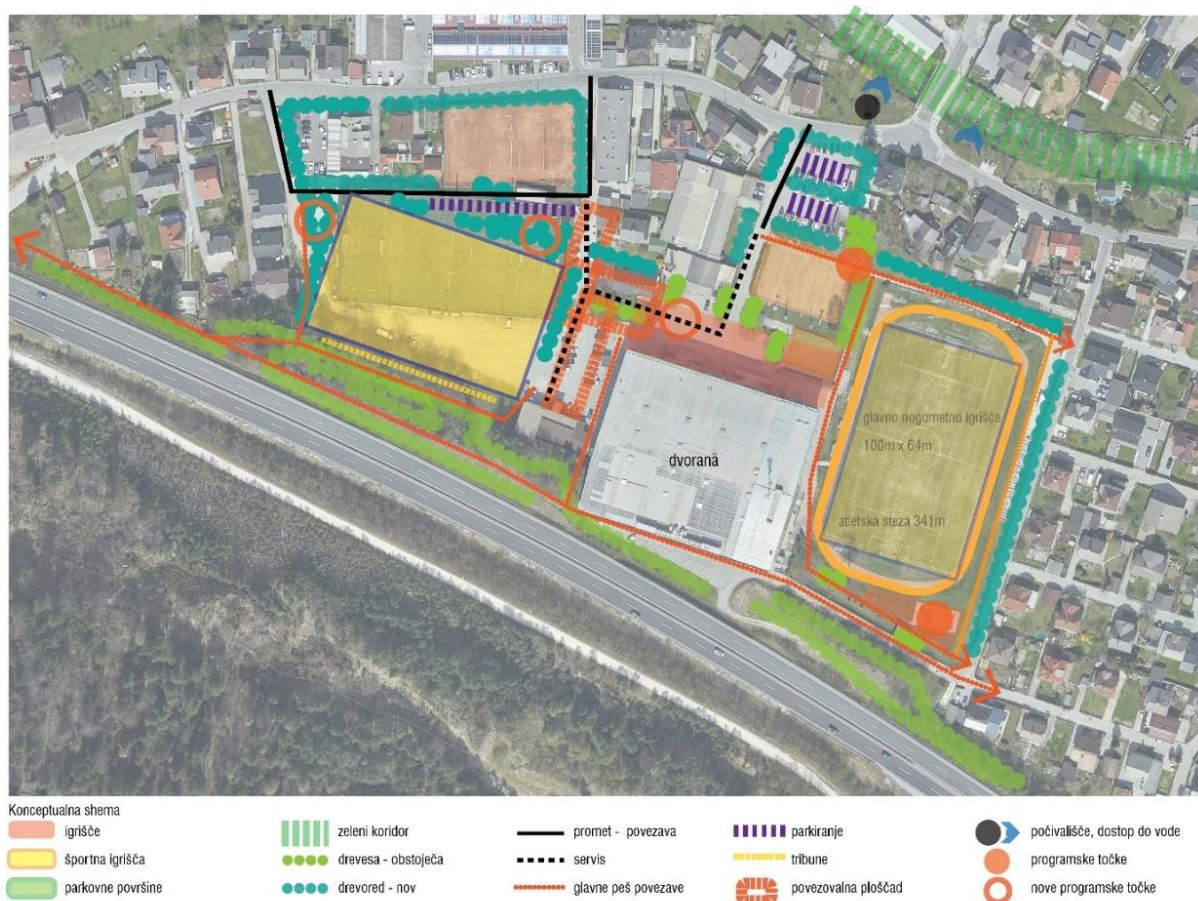 glavno nogometno igrišče
100m x 64m
dvorana
atletska steza 341m
Konceptualna shema
igrišče
športna igrišča
parkovne površine
zeleni koridor
drevesa - obstoječa
drevored - nov
promet - povezava
servis
glavne peš povezave
parkiranje
tribune
povezovalna ploščad
počivališče, dostop do vode
programske točke
nove programske točke